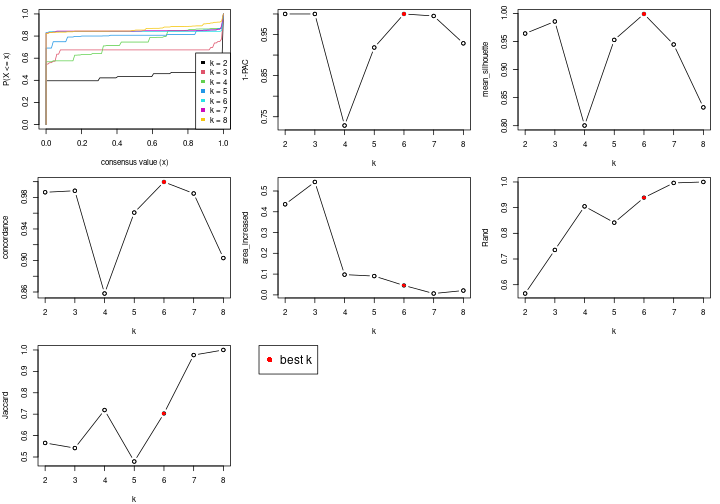 P(X <= x)
0.0 0.2 0.4 0.6 0.8 1.0
k = 2
k = 3
k = 4
k = 5
k = 6
k = 7
k = 8
0.0 0.2 0.4 0.6 0.8 1.0
consensus value (x)
1-PAC
0.75 0.85 0.95
2 3 4 5 6 7 8
k
mean_silhouette
0.80 0.85 0.90 0.95 1.00
2 3 4 5 6 7 8
k
concordance
0.86 0.90 0.94 0.98
2 3 4 5 6 7 8
k
area_increased
0.0 0.1 0.2 0.3 0.4 0.5
2 3 4 5 6 7 8
k
Rand
0.6 0.7 0.8 0.9 1.0
2 3 4 5 6 7 8
k
Jaccard
0.5 0.6 0.7 0.8 0.9 1.0
2 3 4 5 6 7 8
k
best k